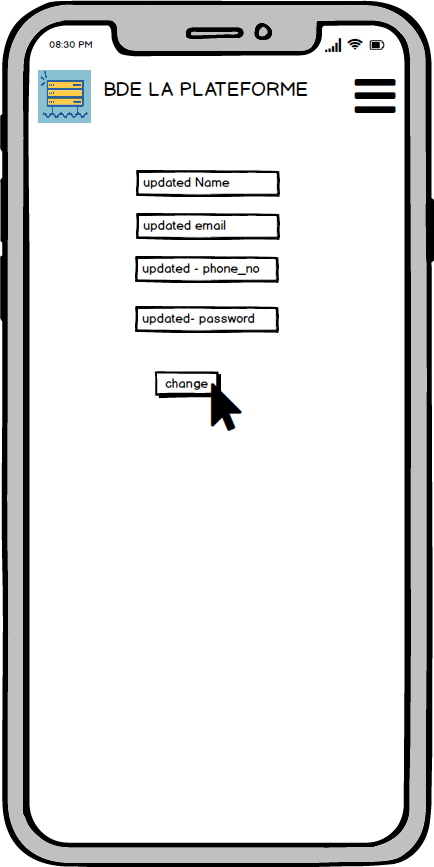 08:30 PM
BDE LA PLATEFORME
updated Name
updated email
updated - phone_no
updated- password
change